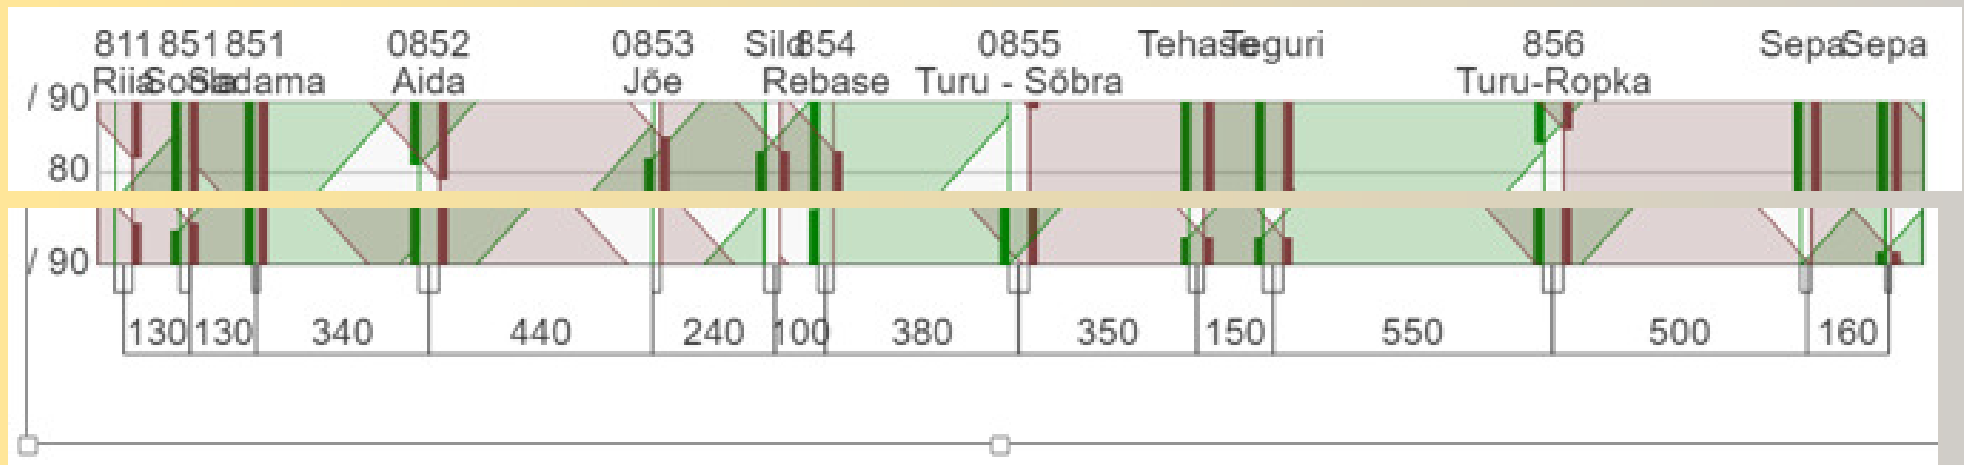 811 851 851 0852 0853 Sild 854 0855 Tehase Teguri 856 Sepa Sepa
Riia Soola Sadama Aida Jõe Rebase Turu - Sõbra Turu-Ropka
/ 90
80
/ 90
130 130 340 440 240 100 380 350 150 550 500 160